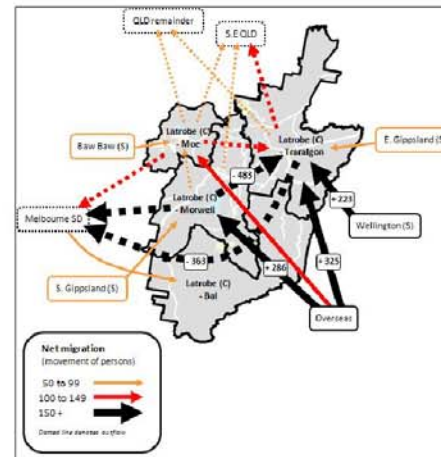 QLD remainder
S.E QLD
Latrobe (C)
- Moe
Baw Baw (S)
Latrobe (C)
- Traralgon
E. Gippsland (S)
- 483
+ 223
Latrobe (C)
- Morwell
Melbourne SD
Wellington (S)
- 363
+ 286
+ 325
S. Gippsland (S)
Latrobe (C)
- Bal
Overseas
Net migration
(movement of persons)
50 to 99
100 to 149
150 +
Dotted line denotes outflow